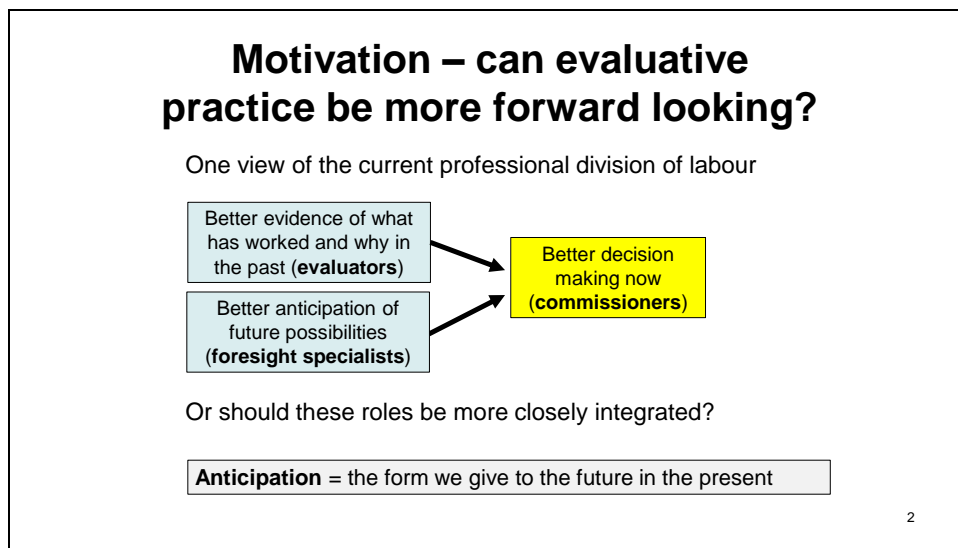 Motivation – can evaluative
practice be more forward looking?
One view of the current professional division of labour
Better evidence of what
has worked and why in
the past (evaluators)
Better anticipation of
future possibilities
(foresight specialists)
Better decision
making now
(commissioners)
Or should these roles be more closely integrated?
Anticipation = the form we give to the future in the present
2